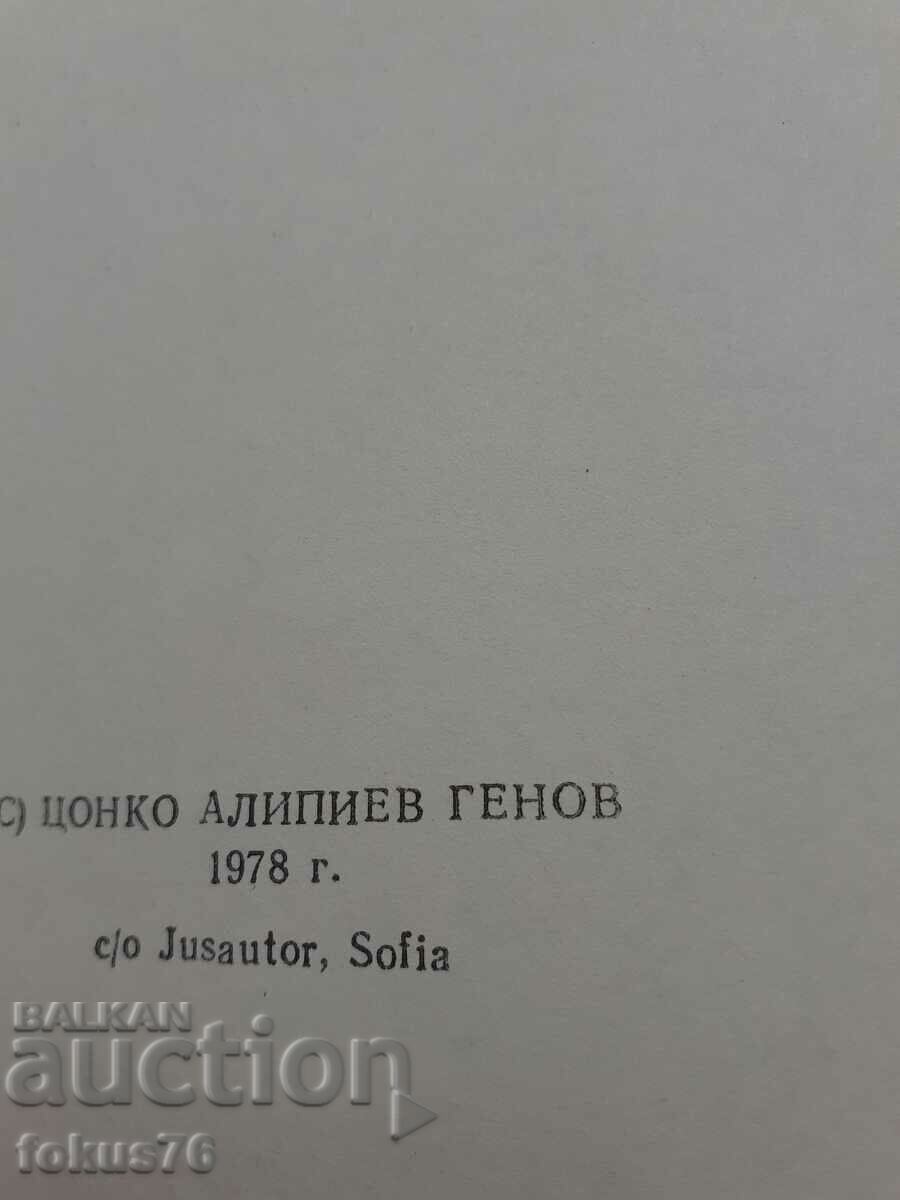 С) ЦОНКО АЛИПИЕВ ГЕНОВ
1978 г.
c/o Jusautor, Sofia
BALKAN
auction
fokus76